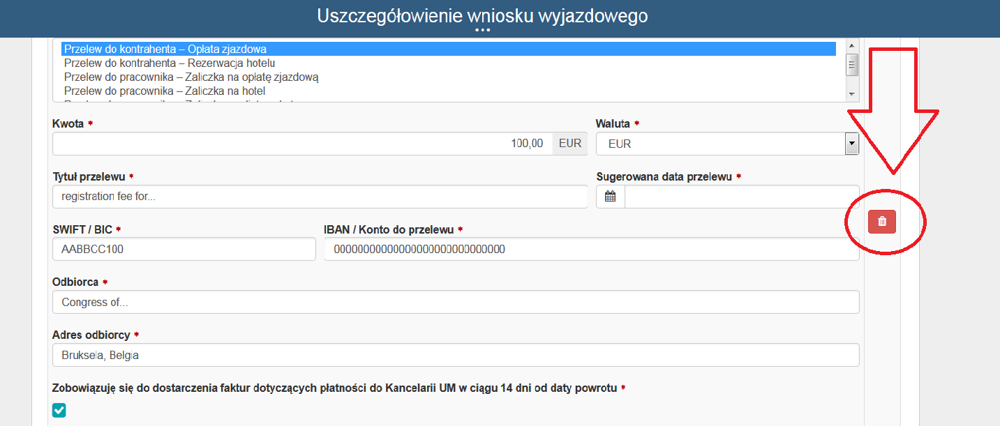 Uszczegółowienie wniosku wyjazdowego
Przelew do kontrahenta – Opłata zjazdowa
Przelew do kontrahenta – Rezerwacja hotelu
Przelew do pracownika – Zaliczka na opłatę zjazdową
Przelew do pracownika – Zaliczka na hotel
Kwota * Waluta *
100,00 EUR EUR
Tytuł przelewu * Sugerowana data przelewu *
registration fee for...
SWIFT / BIC * IBAN / Konto do przelewu *
AABBCC100 0000000000000000000000000000
Odbiorca *
Congress of...
Adres odbiorcy *
Bruksela, Belgia
Zobowiązuję się do dostarczenia faktur dotyczących płatności do Kancelarii UM w ciągu 14 dni od daty powrotu *